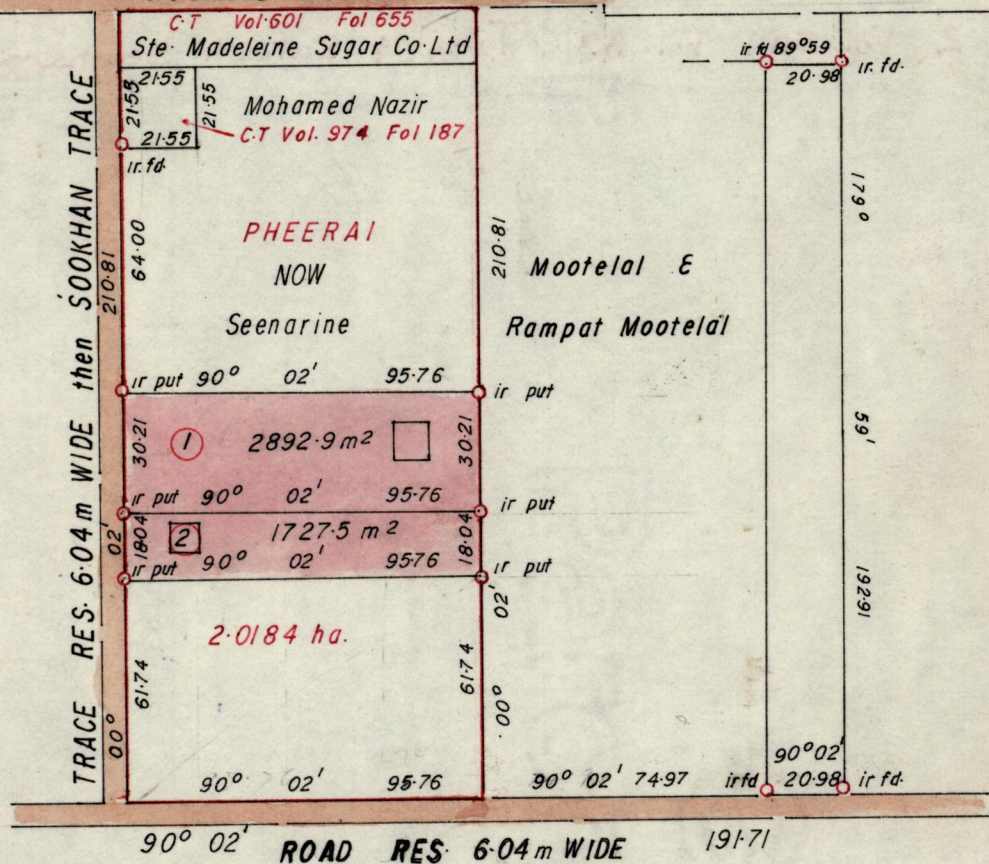 C.T Vol.601 Fol 655
Ste. Madeleine Sugar Co.Ltd
21.55
21.55
21.55
21.55
Mohamed Nazir
C.T Vol. 974 Fol 187
ir.fd.
64.00
210.81
PHEERAI
NOW
Seenarine
210.81
Mootelal &
Rampat Mootelal
ir fd 89°59
20.98
ir. fd.
179°
59'
192.91
ir put 90° 02' 95.76 ir put
30.21
1
2892.9 m2
30.21
ir put 90° 02' 95.76 ir put
18.04
2
1727.5 m2
18.04
ir put 90° 02' 95.76 ir put
02'
02'
2.0184 ha.
61.74
61.74
00°
00°
90° 02' 95.76
90° 02' 74.97
ir fd
90°02'
20.98
ir fd.
TRACE RES. 6.04 m WIDE then SOOKHAN TRACE
90° 02' ROAD RES. 6.04 m WIDE 191.71